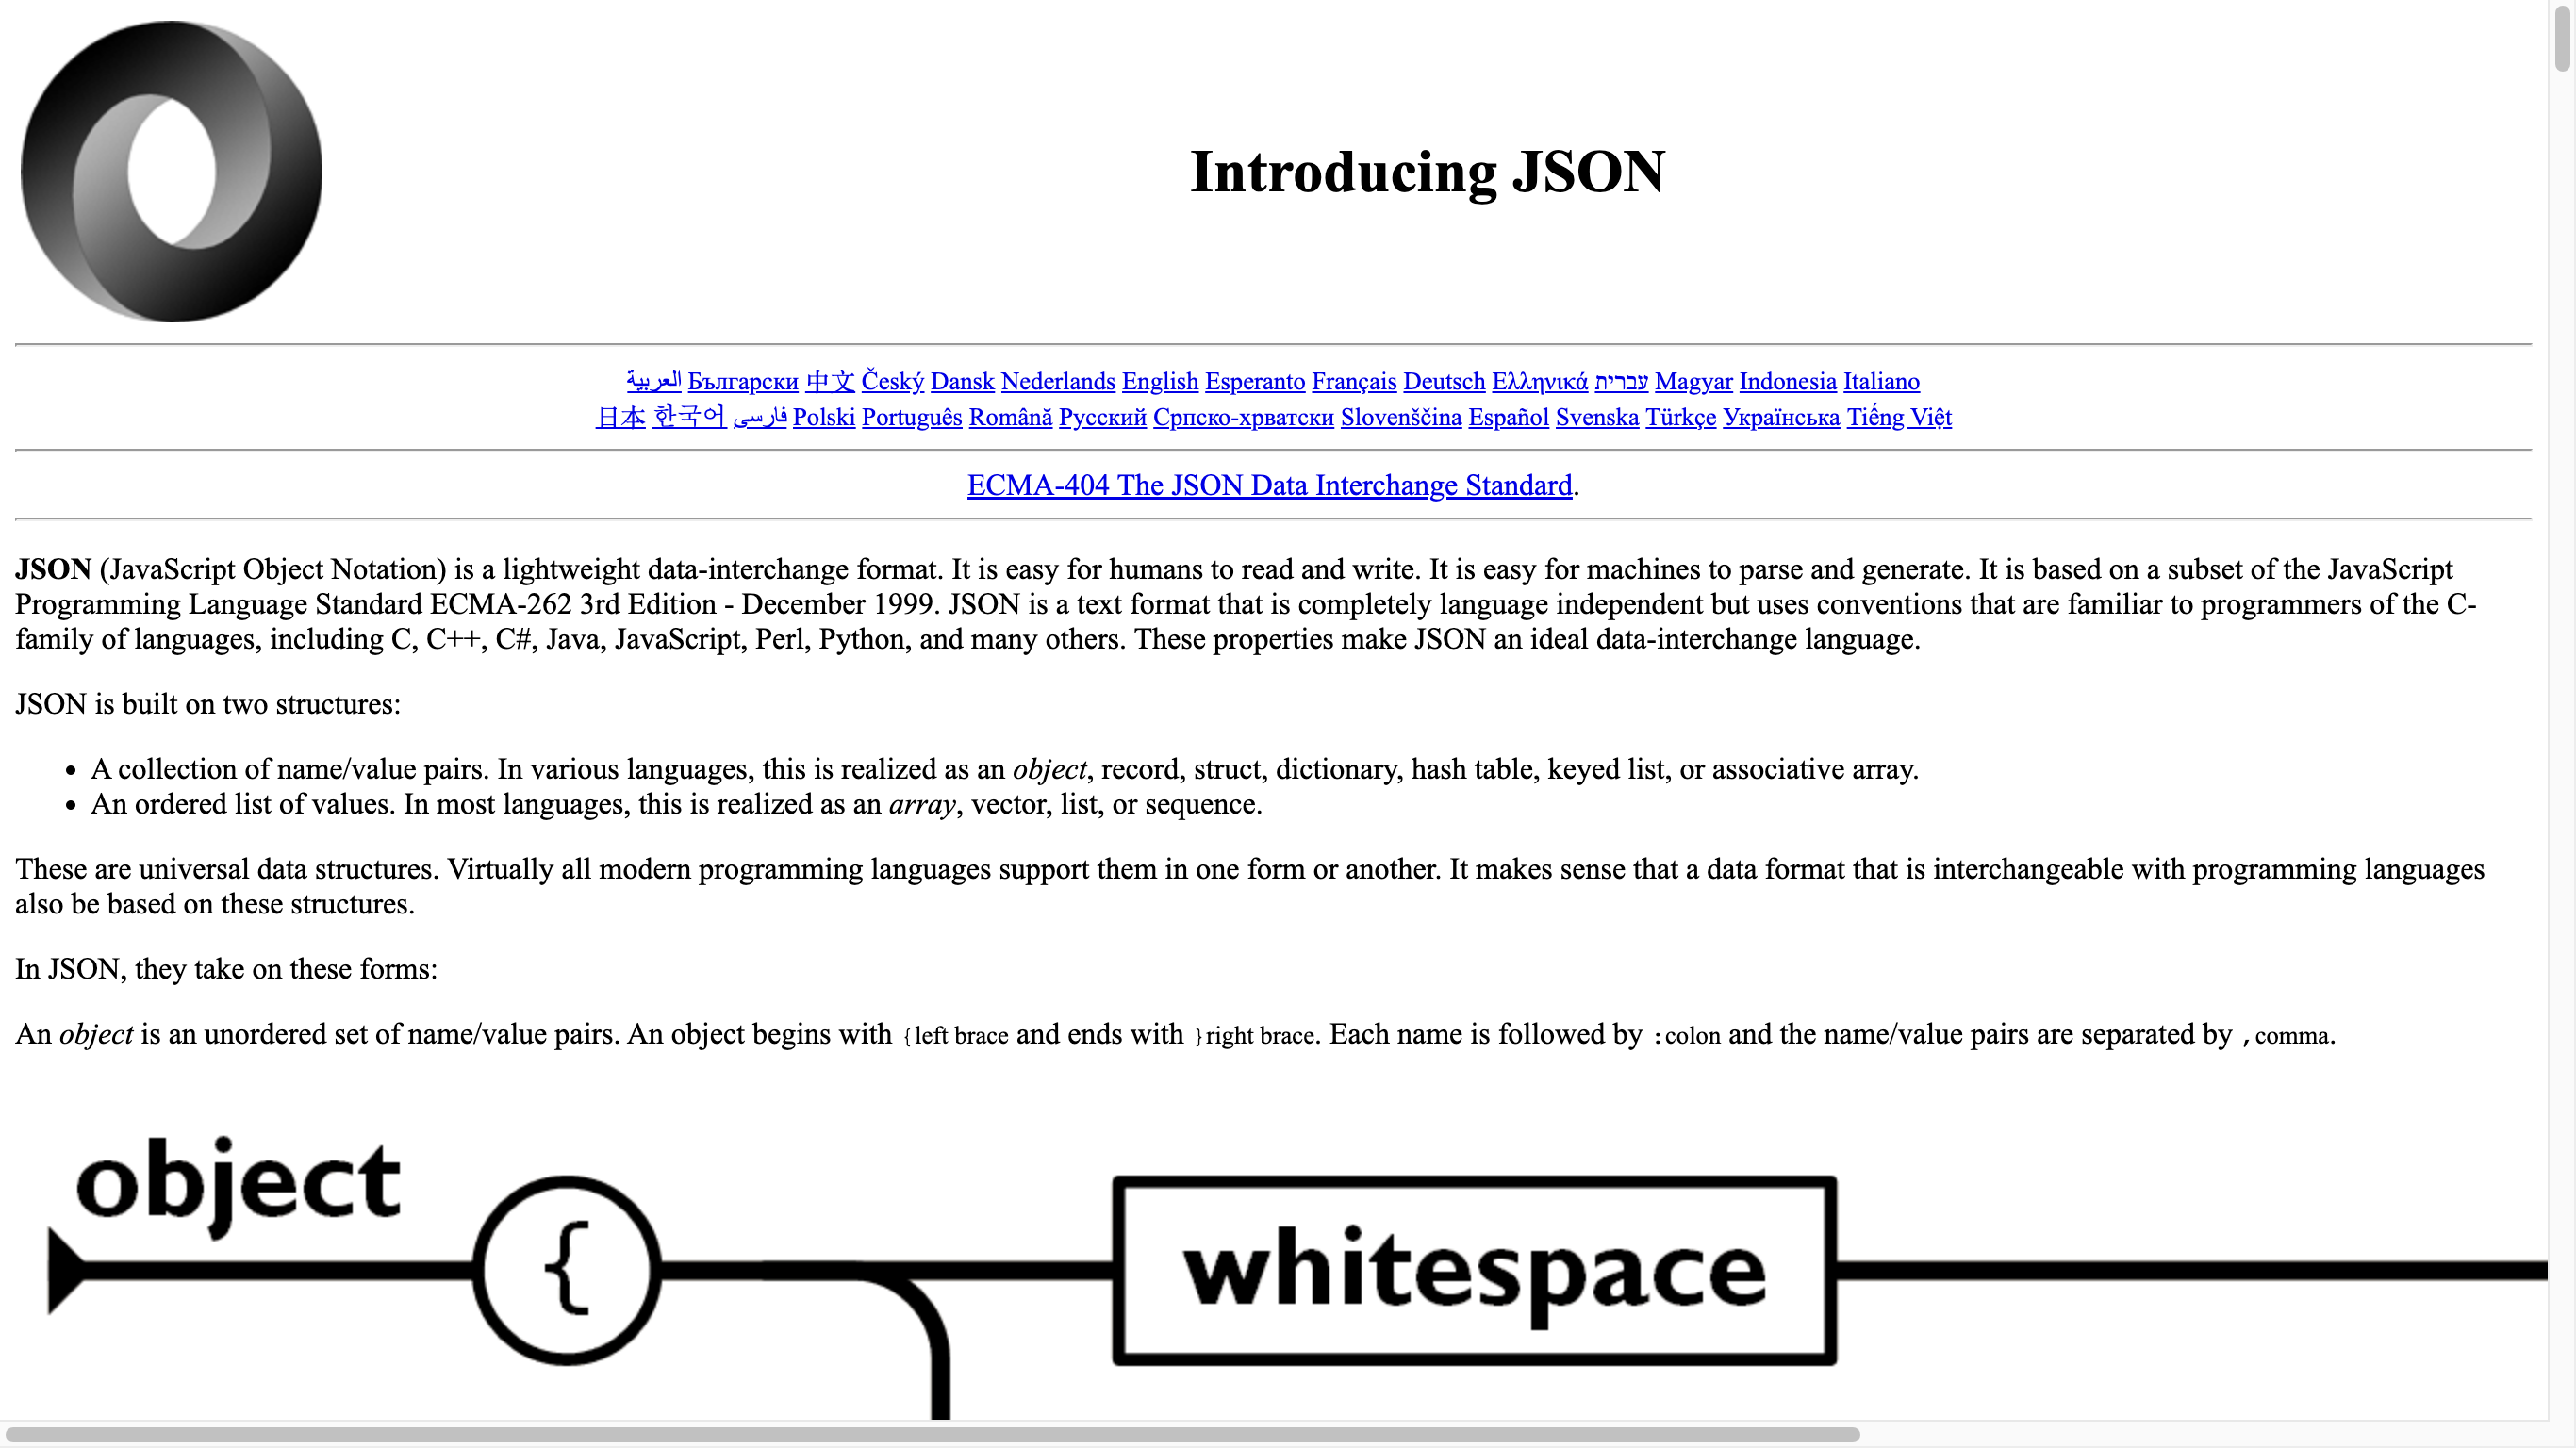 Introducing JSON
العربية Български 中文 Český Dansk Nederlands English Esperanto Français Deutsch Ελληνικά עברית Magyar Indonesia Italiano
日本 한국어 فارسی Polski Português Română Русский Српско-хрватски Slovenščina Español Svenska Türkçe Українська Tiếng Việt
ECMA-404 The JSON Data Interchange Standard.
JSON (JavaScript Object Notation) is a lightweight data-interchange format. It is easy for humans to read and write. It is easy for machines to parse and generate. It is based on a subset of the JavaScript
Programming Language Standard ECMA-262 3rd Edition - December 1999. JSON is a text format that is completely language independent but uses conventions that are familiar to programmers of the C-
family of languages, including C, C++, C#, Java, JavaScript, Perl, Python, and many others. These properties make JSON an ideal data-interchange language.
JSON is built on two structures:
• A collection of name/value pairs. In various languages, this is realized as an object, record, struct, dictionary, hash table, keyed list, or associative array.
• An ordered list of values. In most languages, this is realized as an array, vector, list, or sequence.
These are universal data structures. Virtually all modern programming languages support them in one form or another. It makes sense that a data format that is interchangeable with programming languages
also be based on these structures.
In JSON, they take on these forms:
An object is an unordered set of name/value pairs. An object begins with {left brace and ends with }right brace. Each name is followed by :colon and the name/value pairs are separated by ,comma.
object
{ whitespace